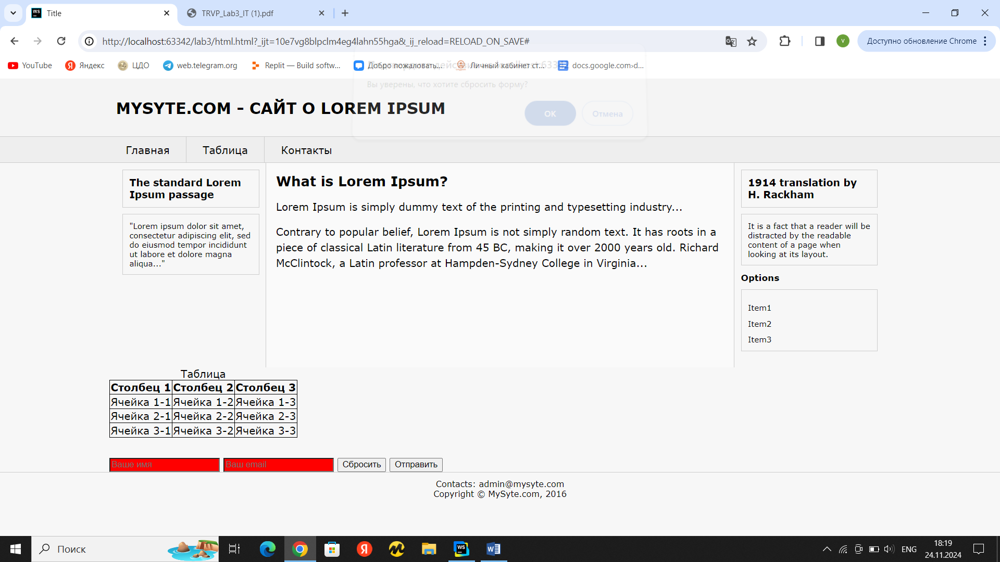 Title
TRVP_Lab3_IT (1).pdf
http://localhost:63342/lab3/html.html?_ijt=10e7vg8blpclm4eg4lahn55hga&_ij_reload=RELOAD_ON_SAVE#
V
Доступно обновление Chrome
YouTube
Яндекс
ЦДО
web.telegram.org
Replit — Build softw...
Добро пожаловать...
Личный кабинет ст...
docs.google.com›d...
Вы уверены, что хотите сбросить форму?
MYSYTE.COM – САЙТ О LOREM IPSUM
ОК
Отмена
Главная
Таблица
Контакты
The standard Lorem
Ipsum passage
"Lorem ipsum dolor sit amet,
consectetur adipiscing elit, sed
do eiusmod tempor incididunt
ut labore et dolore magna
aliqua..."
What is Lorem Ipsum?
Lorem Ipsum is simply dummy text of the printing and typesetting industry...
Contrary to popular belief, Lorem Ipsum is not simply random text. It has roots in a
piece of classical Latin literature from 45 BC, making it over 2000 years old. Richard
McClintock, a Latin professor at Hampden-Sydney College in Virginia...
1914 translation by
H. Rackham
It is a fact that a reader will be
distracted by the readable
content of a page when
looking at its layout.
Options
Item1
Item2
Item3
Таблица
Столбец 1 Столбец 2 Столбец 3
Ячейка 1-1 Ячейка 1-2 Ячейка 1-3
Ячейка 2-1 Ячейка 2-2 Ячейка 2-3
Ячейка 3-1 Ячейка 3-2 Ячейка 3-3
Ваше имя
Ваш email
Сбросить
Отправить
Contacts: admin@mysyte.com
Copyright © MySyte.com, 2016
Поиск
ENG
18:19
24.11.2024